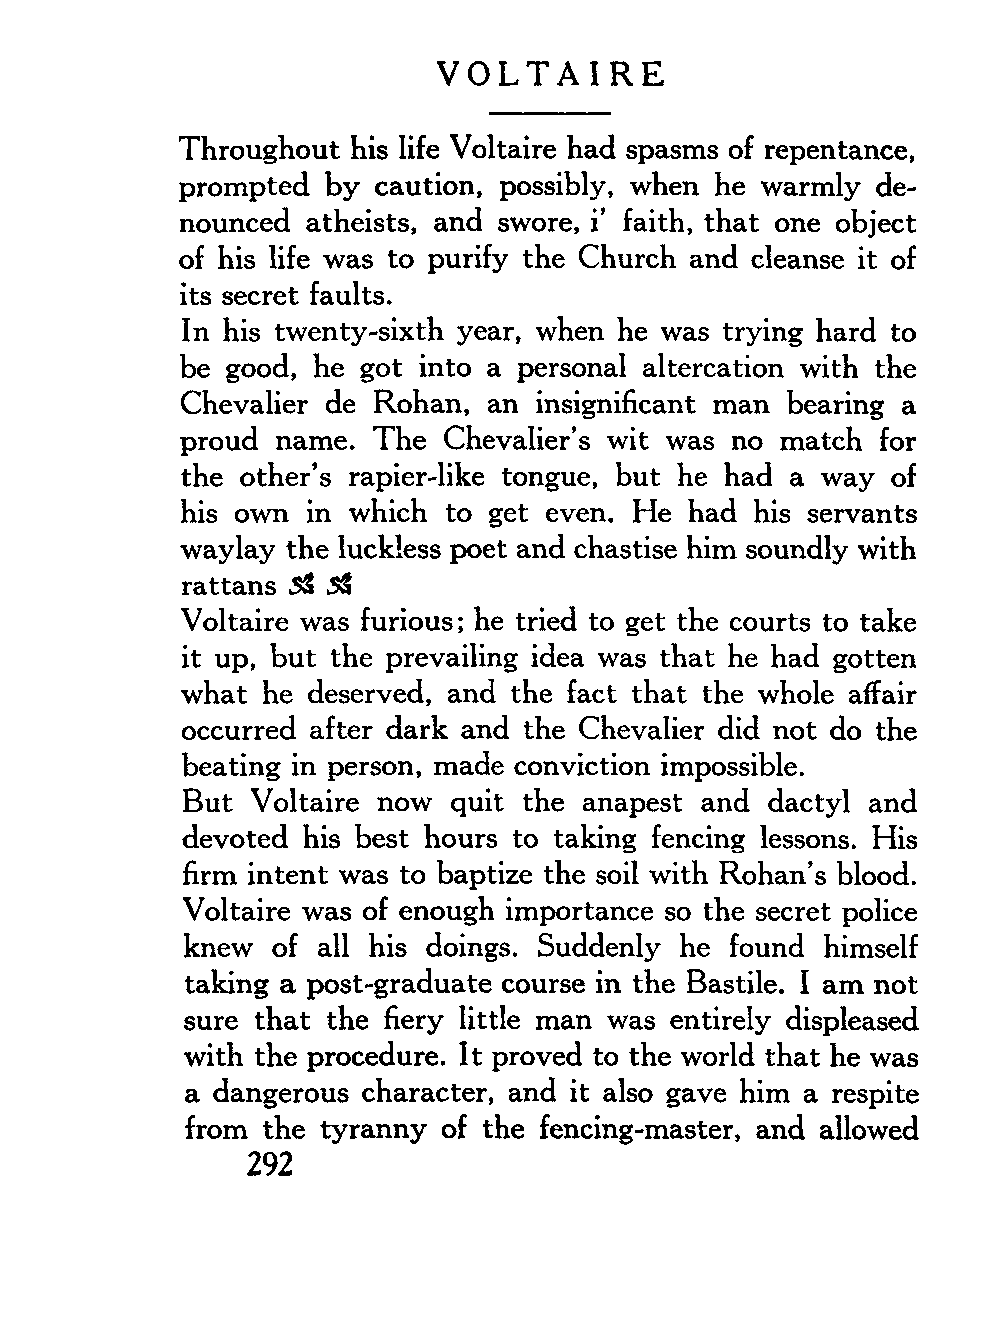 VOLTAIRE
Throughout his life Voltaire had spasms of repentance,
prompted by caution, possibly, when he warmly de-
nounced atheists, and swore, i' faith, that one object
of his life was to purify the Church and cleanse it of
its secret faults.
In his twenty-sixth year, when he was trying hard to
be good, he got into a personal altercation with the
Chevalier de Rohan, an insignificant man bearing a
proud name. The Chevalier's wit was no match for
the other's rapier-like tongue, but he had a way of
his own in which to get even. He had his servants
waylay the luckless poet and chastise him soundly with
rattans
Voltaire was furious; he tried to get the courts to take
it up, but the prevailing idea was that he had gotten
what he deserved, and the fact that the whole affair
occurred after dark and the Chevalier did not do the
beating in person, made conviction impossible.
But Voltaire now quit the anapest and dactyl and
devoted his best hours to taking fencing lessons. His
firm intent was to baptize the soil with Rohan's blood.
Voltaire was of enough importance so the secret police
knew of all his doings. Suddenly he found himself
taking a post-graduate course in the Bastile. I am not
sure that the fiery little man was entirely displeased
with the procedure. It proved to the world that he was
a dangerous character, and it also gave him a respite
from the tyranny of the fencing-master, and allowed
292